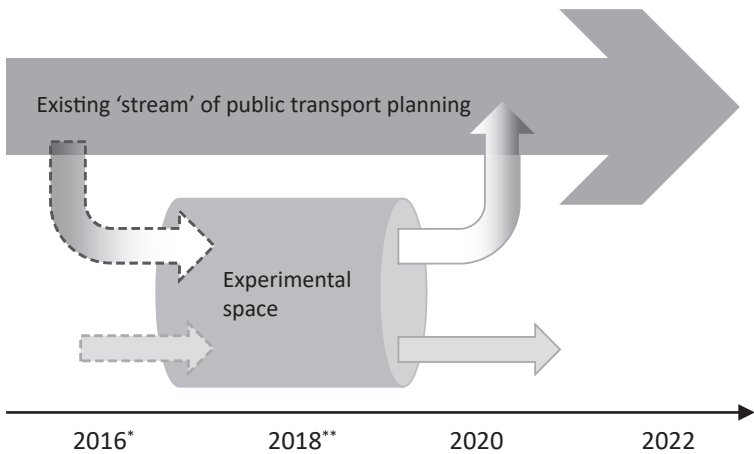 Existing ‘stream’ of public transport planning
Experimental
space
2016* 2018** 2020 2022